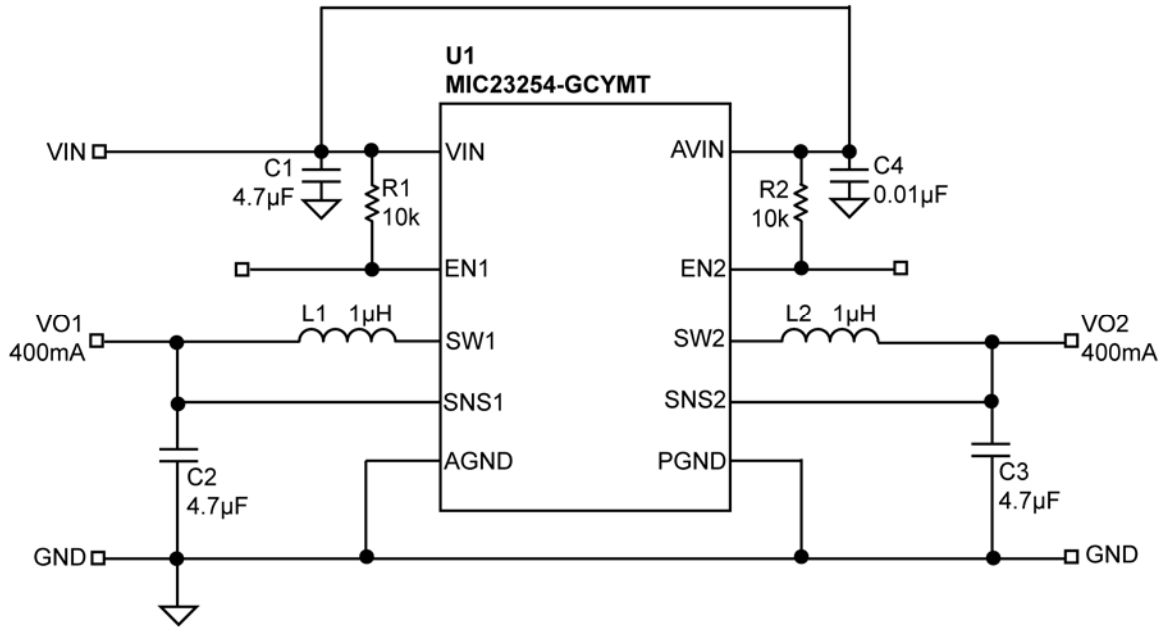 U1
MIC23254-GCYMT
VIN
VIN
AVIN
C1
4.7µF
R1
10k
R2
10k
C4
0.01µF
EN1
EN2
VO1
400mA
L1 1µH
SW1
SW2
L2 1µH
VO2
400mA
SNS1
SNS2
AGND
PGND
C2
4.7µF
C3
4.7µF
GND
GND